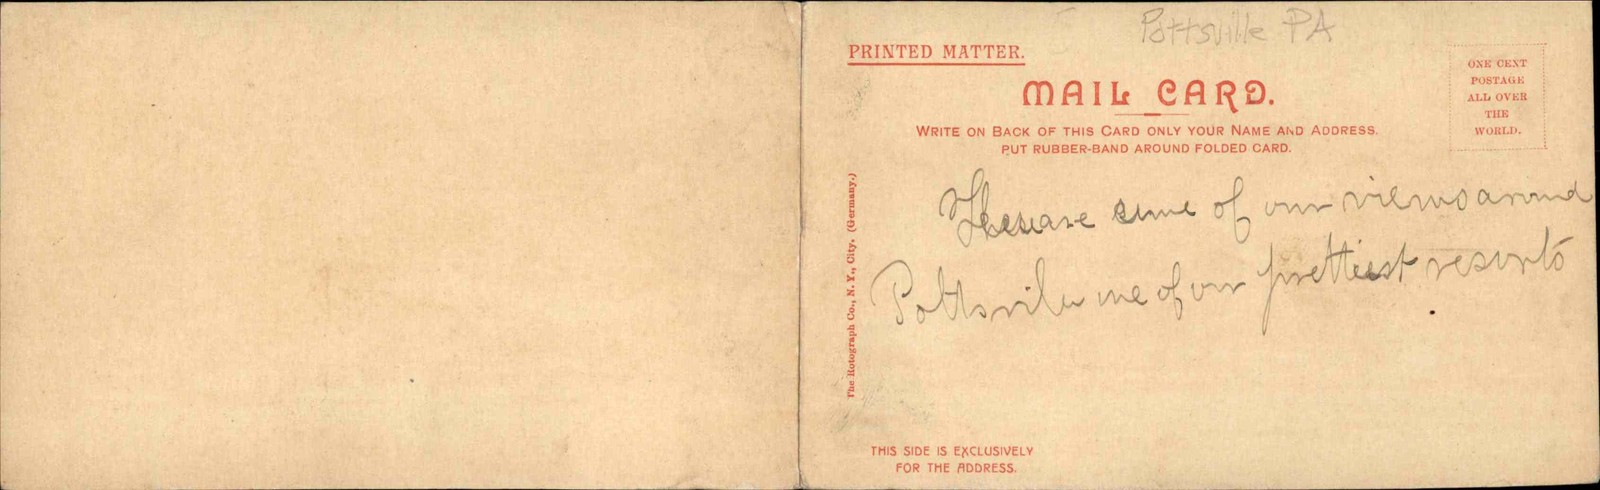 Pottsville PA
PRINTED MATTER.
MAIL CARD.
WRITE ON BACK OF THIS CARD ONLY YOUR NAME AND ADDRESS.
PUT RUBBER-BAND AROUND FOLDED CARD.
ONE CENT
POSTAGE
ALL OVER
THE
WORLD.
These are some of our views around
Pottsville one of our prettiest resorts
The Rotograph Co., N. Y., City. (Germany.)
THIS SIDE IS EXCLUSIVELY
FOR THE ADDRESS.